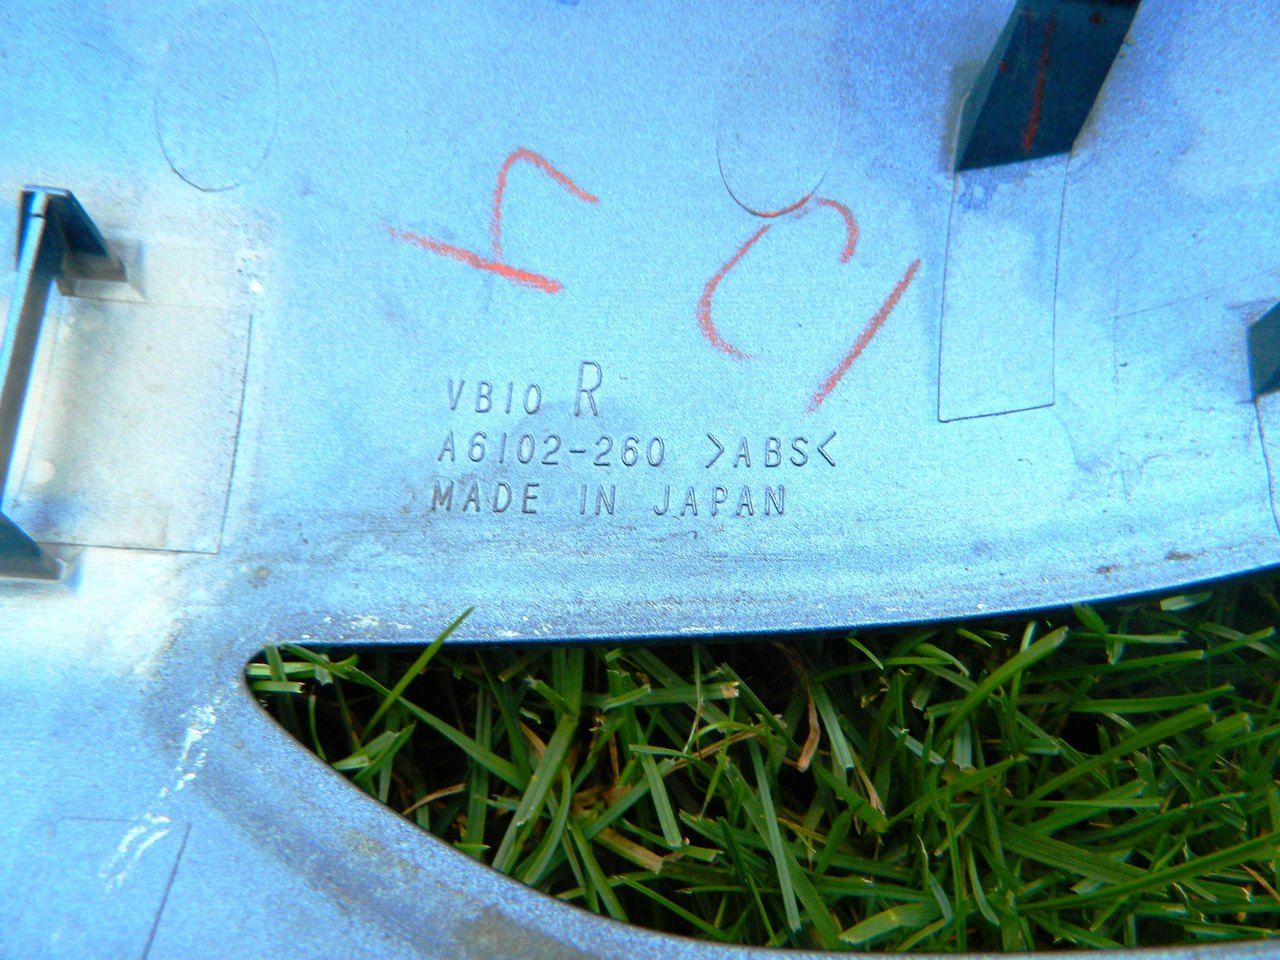 VB10 R
A6102-260 >ABS<
MADE IN JAPAN